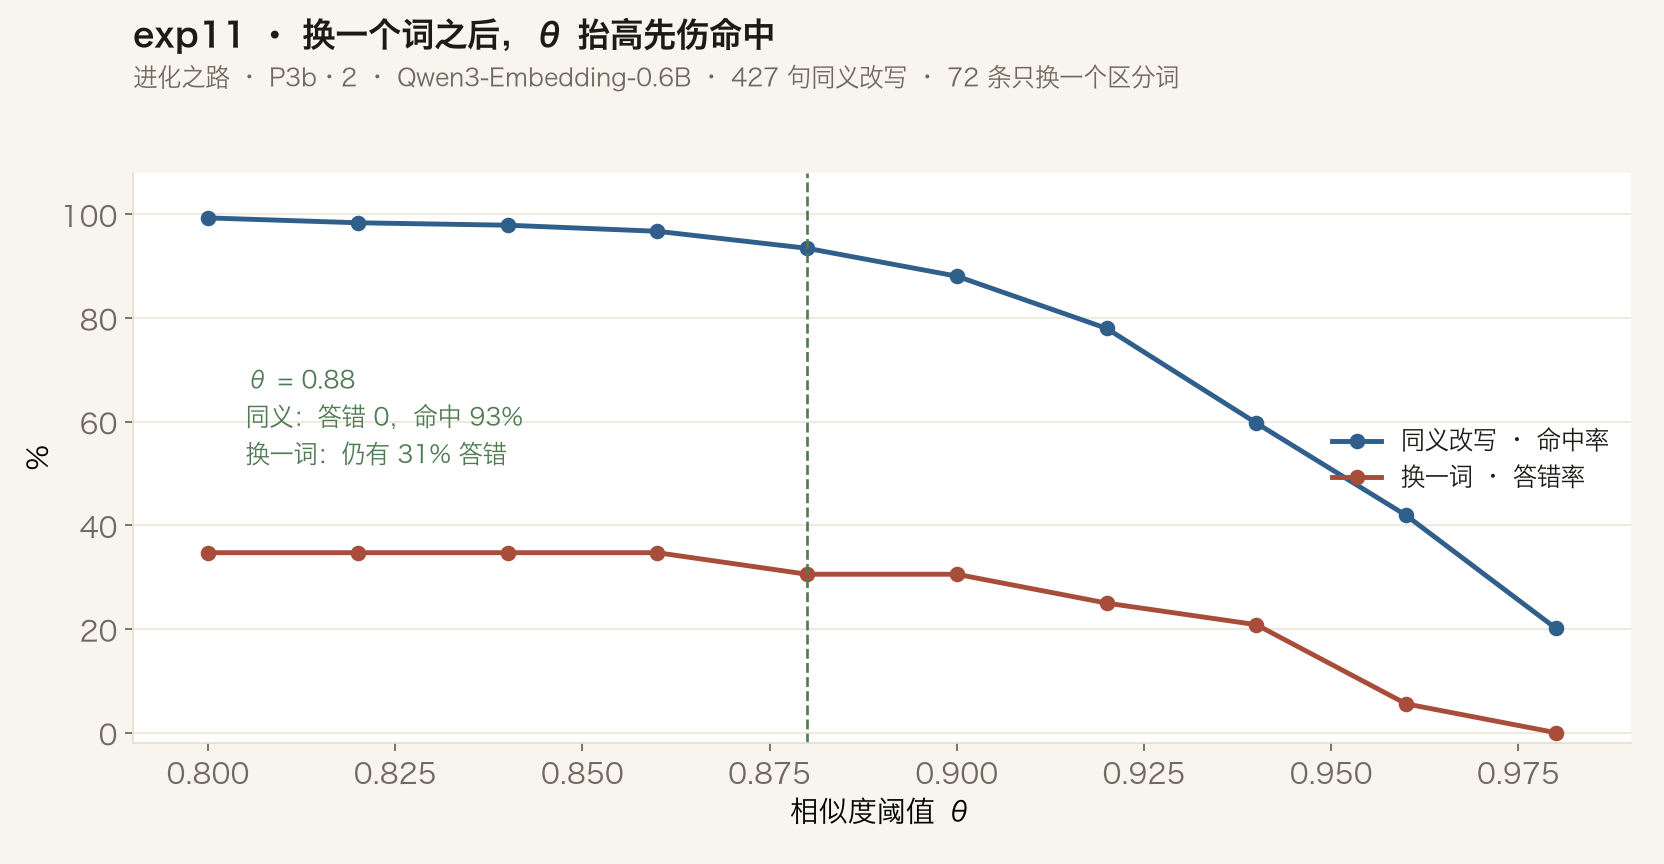 exp11 · 换一个词之后，θ 抬高先伤命中
进化之路 · P3b·2 · Qwen3-Embedding-0.6B · 427 句同义改写 · 72 条只换一个区分词
100
80
60
40
20
0
%
θ = 0.88
同义：答错 0，命中 93%
换一词：仍有 31% 答错
同义改写 · 命中率
换一词 · 答错率
0.800 0.825 0.850 0.875 0.900 0.925 0.950 0.975
相似度阈值 θ